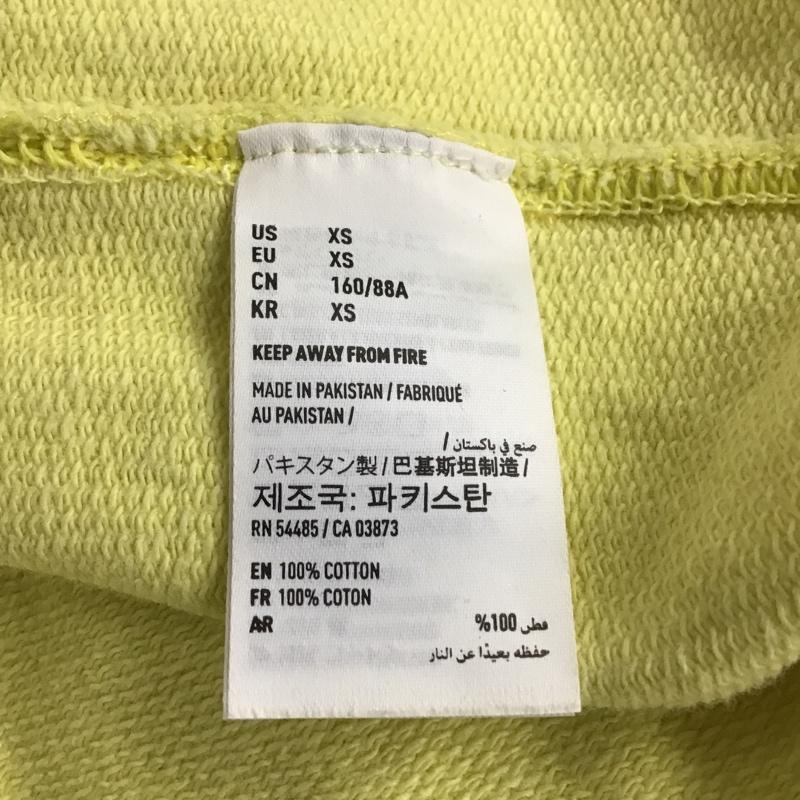 US XS
EU XS
CN 160/88A
KR XS
KEEP AWAY FROM FIRE
MADE IN PAKISTAN / FABRIQUÉ
AU PAKISTAN /
صنع في باكستان /
パキスタン製 / 巴基斯坦制造 /
제조국: 파키스탄
RN 54485 / CA 03873
EN 100% COTTON
FR 100% COTON
AR قطن 100%
حفظه بعيدًا عن النار